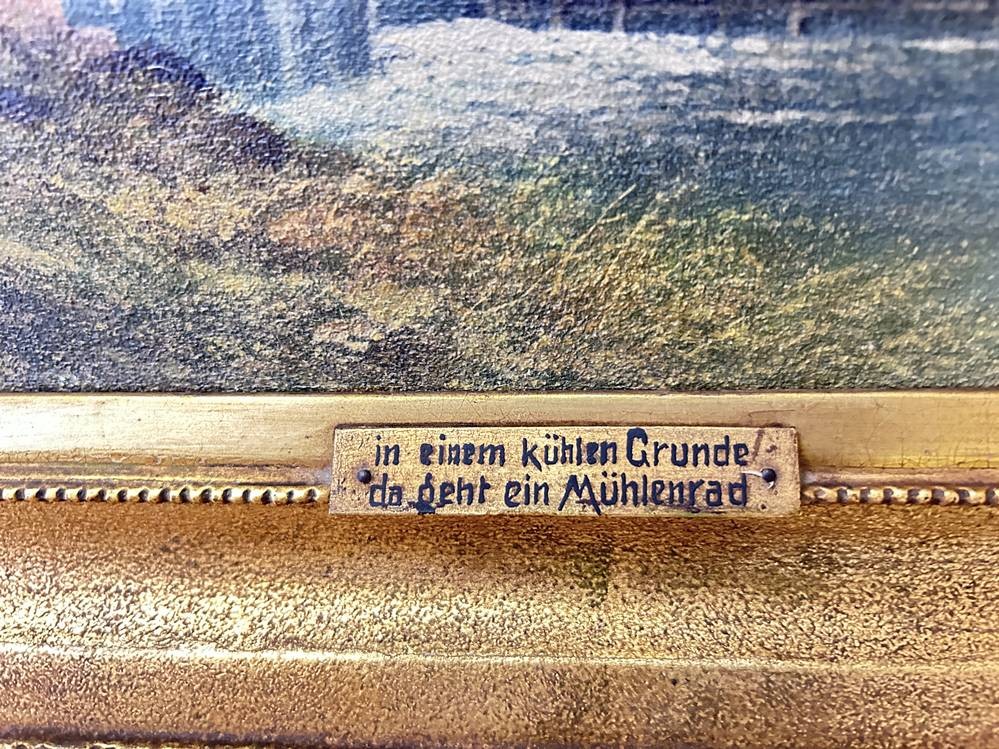 in einem kühlen Grunde
da geht ein Mühlenrad